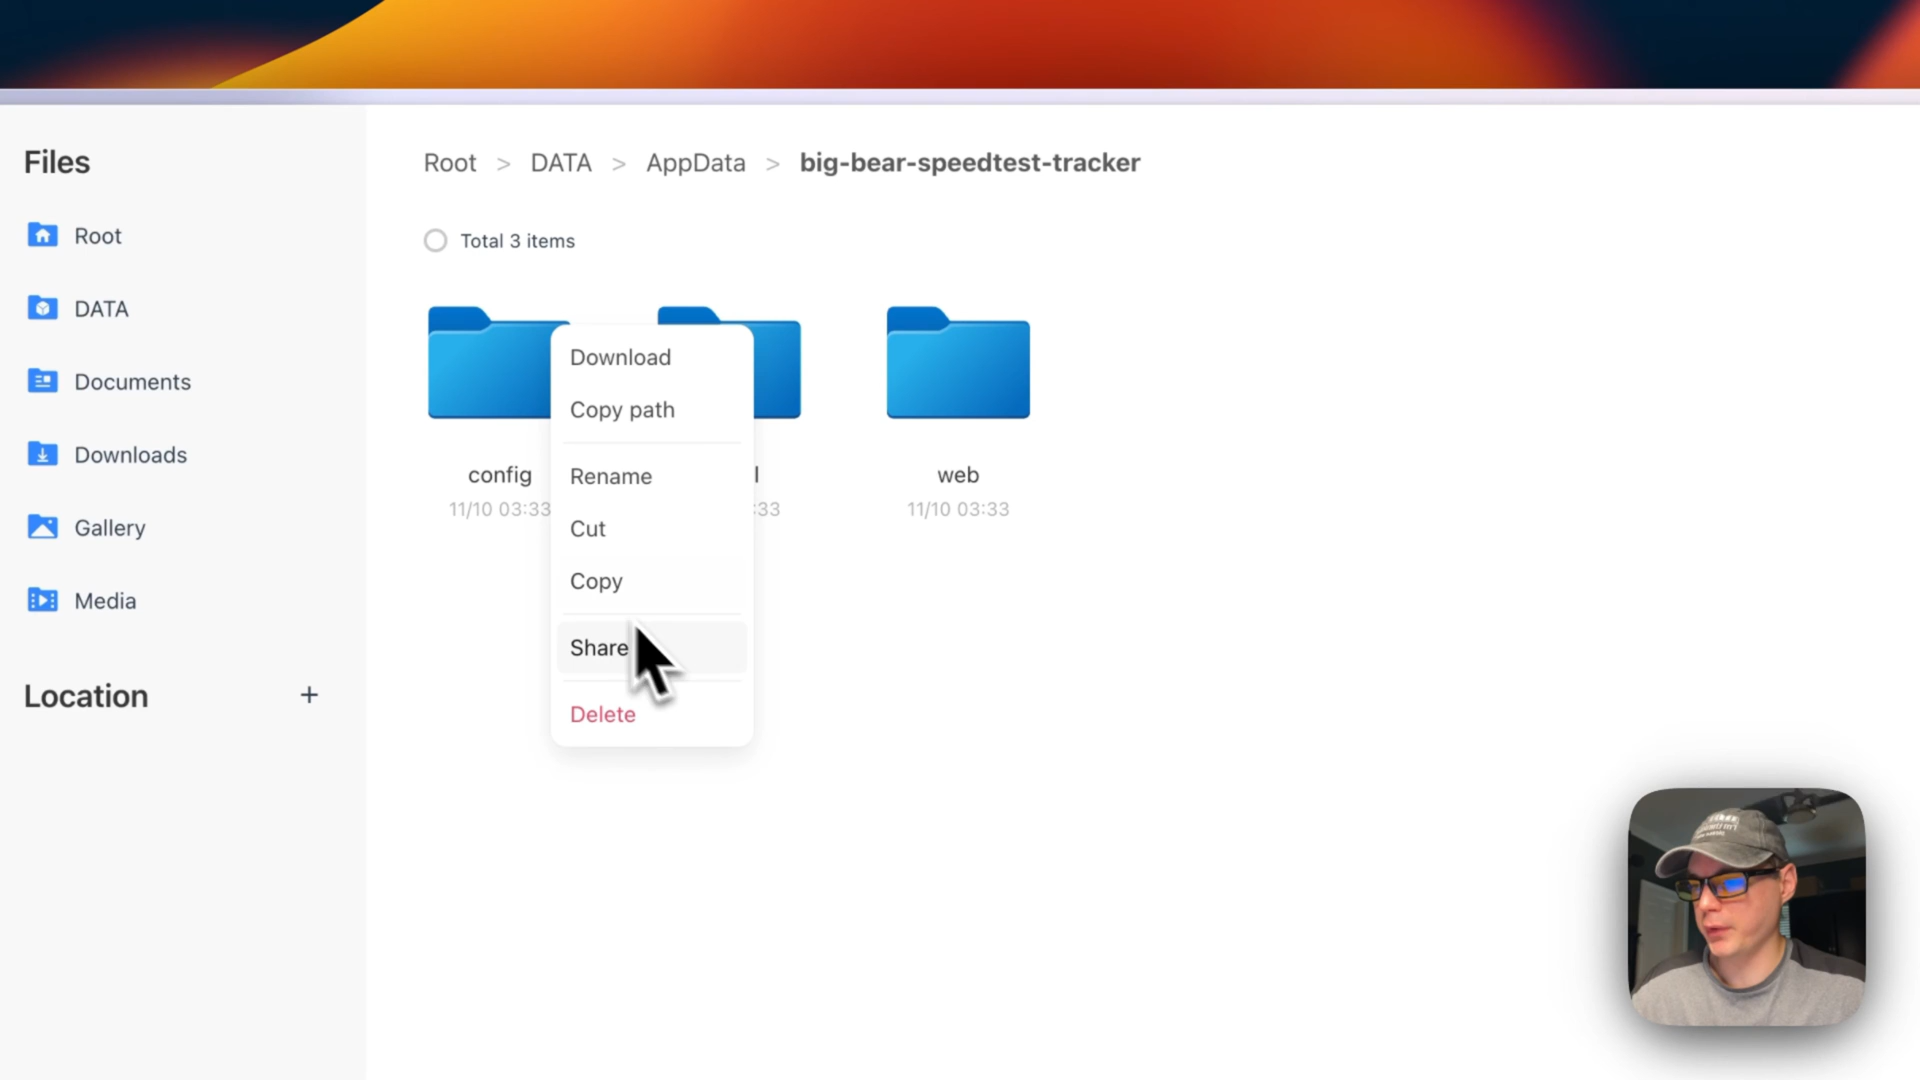 Files
Root
DATA
Documents
Downloads
Gallery
Media
Location +
Root > DATA > AppData > big-bear-speedtest-tracker
Total 3 items
config
11/10 03:33
l
:33
web
11/10 03:33
Download
Copy path
Rename
Cut
Copy
Share
Delete